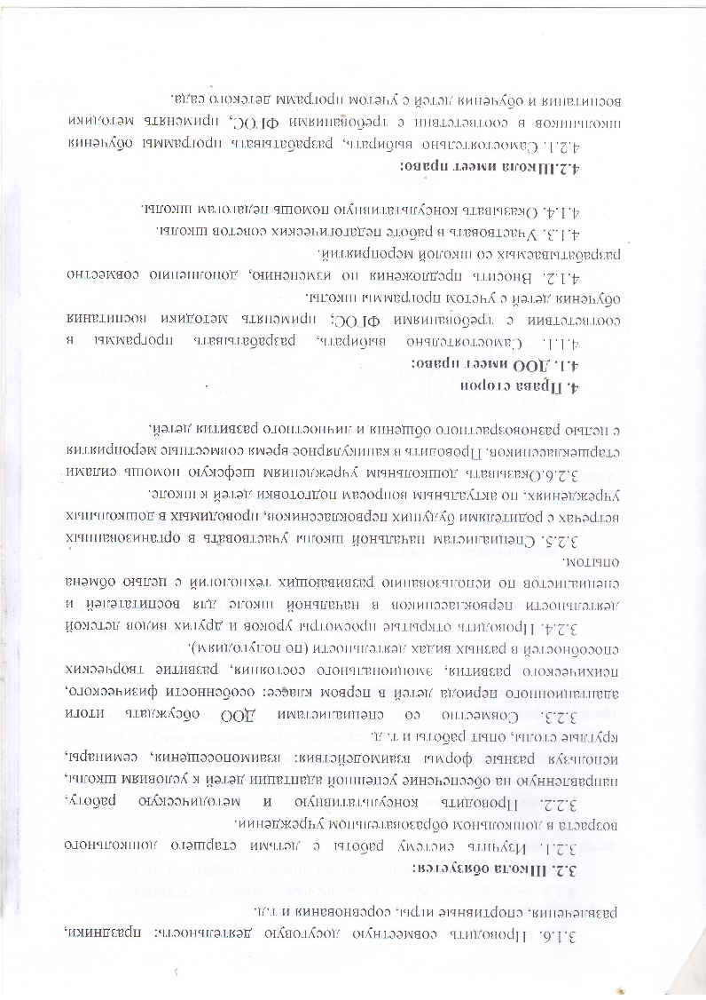 3.1.6. Проводить совместную досуговую деятельность: праздники,
развлечения, спортивные игры, соревнования и т.д.
3.2. Школа обязуется:
3.2.1. Изучить систему работы с детьми старшего дошкольного
возраста в дошкольном образовательном учреждении.
3.2.2. Проводить консультативную и методическую работу,
направленную на обеспечение успешной адаптации детей к условиям школы,
используя разные формы взаимодействия: взаимопосещения, семинары,
круглые столы, опыт работы и т. д.
3.2.3. Совместно со специалистами ДОО обсуждать итоги
адаптационного периода детей в первом классе: особенности физического,
психического развития, эмоционального состояния, развитие творческих
способностей в разных видах деятельности (по полугодиям).
3.2.4. Проводить открытые просмотры уроков и других видов детской
деятельности первоклассников в начальной школе для воспитателей и
специалистов по использованию развивающих технологий с целью обмена
опытом.
3.2.5. Специалистам начальной школы участвовать в организованных
встречах с родителями будущих первоклассников, проводимых в дошкольных
учреждениях, по актуальным вопросам подготовки детей к школе.
3.2.6.Оказывать дошкольным учреждениям шефскую помощь силами
старшеклассников. Проводить в каникулярное время совместные мероприятия
с целью разновозрастного общения и личностного развития детей.
4. Права сторон
4.1. ДОО имеет право:
4.1.1. Самостоятельно выбирать, разрабатывать программы в
соответствии с требованиями ФГОС; применять методики воспитания
обучения детей с учетом программы школы.
4.1.2. Вносить предложения по изменению, дополнению совместно
разрабатываемых со школой мероприятий.
4.1.3. Участвовать в работе педагогических советов школы.
4.1.4. Оказывать консультативную помощь педагогам школы.
4.2.Школа имеет право:
4.2.1. Самостоятельно выбирать, разрабатывать программы обучения
школьников в соответствии с требованиями ФГОС, применять методики
воспитания и обучения детей с учетом программ детского сада.